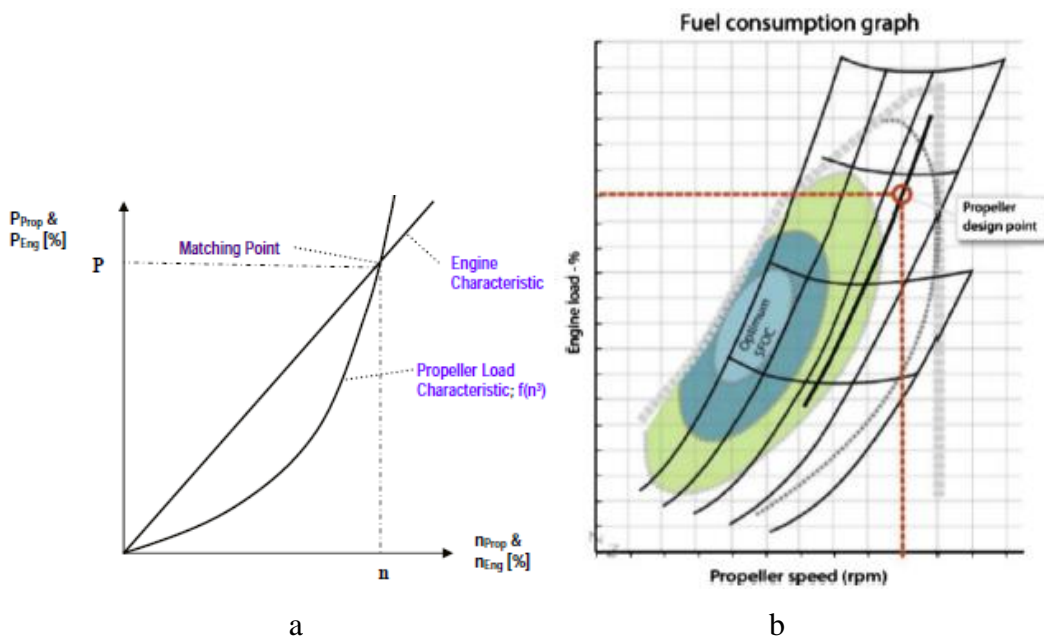 Fuel consumption graph
P_Prop &
P_Eng [%]
P
Matching Point
Engine
Characteristic
Propeller Load
Characteristic; f(n³)
n_Prop &
n_Eng [%]
n
a
Engine load - %
Optimum
SFOC
Propeller
design point
Propeller speed (rpm)
b